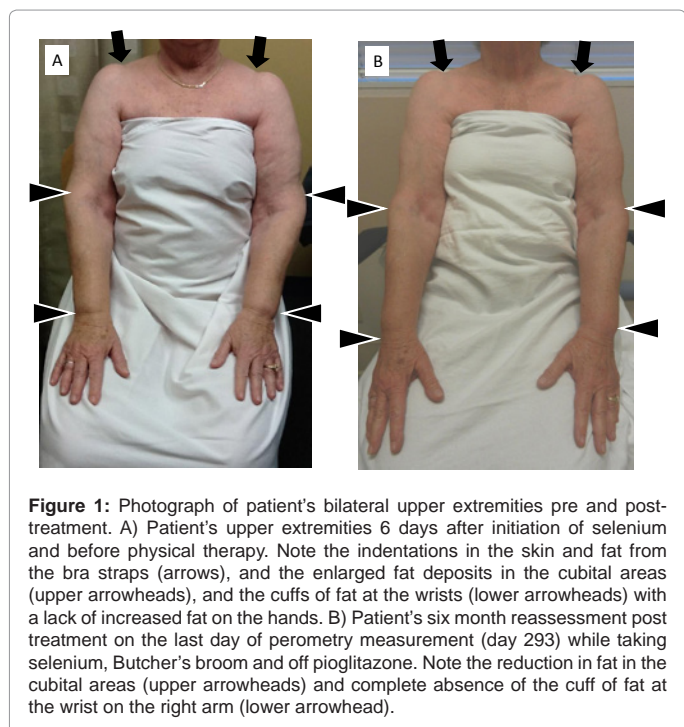 A
B
Figure 1: Photograph of patient's bilateral upper extremities pre and post-
treatment. A) Patient's upper extremities 6 days after initiation of selenium
and before physical therapy. Note the indentations in the skin and fat from
the bra straps (arrows), and the enlarged fat deposits in the cubital areas
(upper arrowheads), and the cuffs of fat at the wrists (lower arrowheads) with
a lack of increased fat on the hands. B) Patient's six month reassessment post
treatment on the last day of perometry measurement (day 293) while taking
selenium, Butcher's broom and off pioglitazone. Note the reduction in fat in the
cubital areas (upper arrowheads) and complete absence of the cuff of fat at
the wrist on the right arm (lower arrowhead).